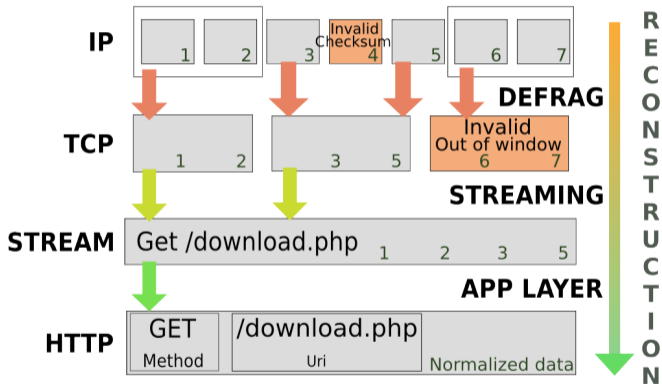 IP
1
2
3
Invalid
Checksum
4
5
6
7
DEFRAG
TCP
1
2
3
5
Invalid
Out of window
6
7
STREAMING
STREAM
Get /download.php
1
2
3
5
APP LAYER
HTTP
GET
Method
/download.php
Uri
Normalized data
RECONSTRUCTION